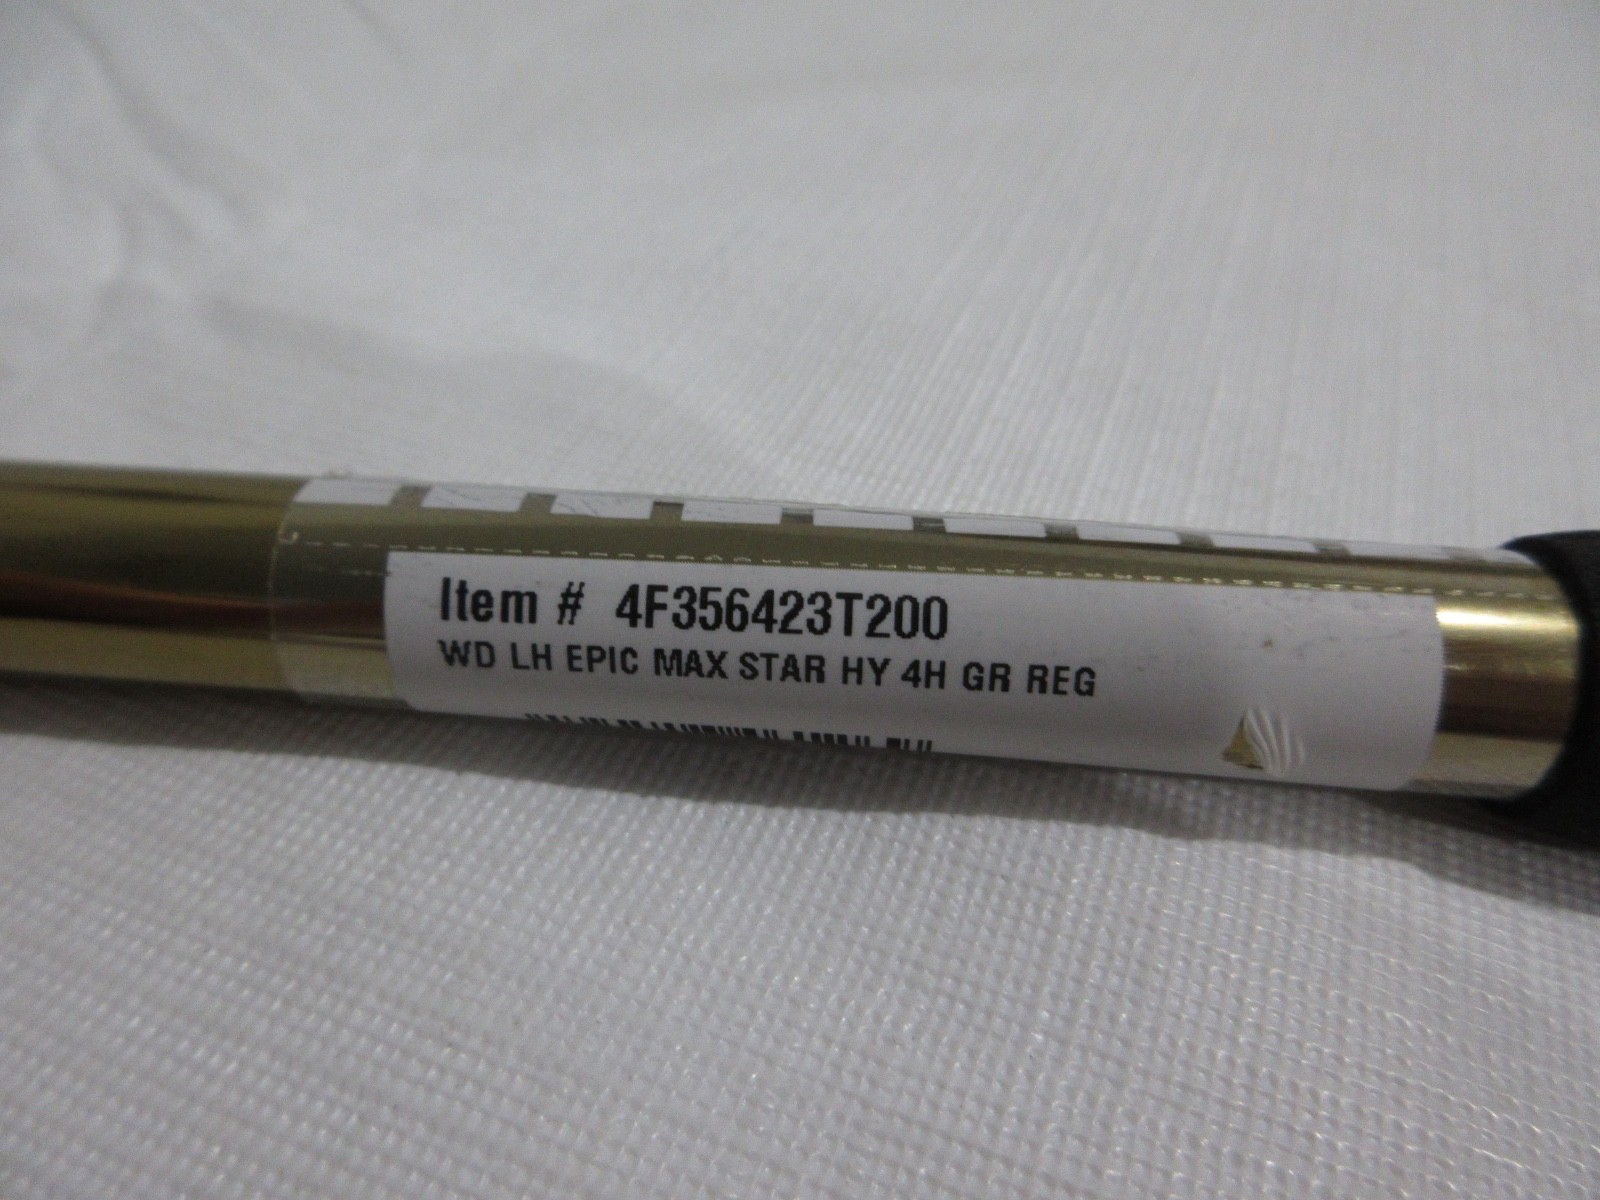 Item # 4F356423T200
WD LH EPIC MAX STAR HY 4H GR REG